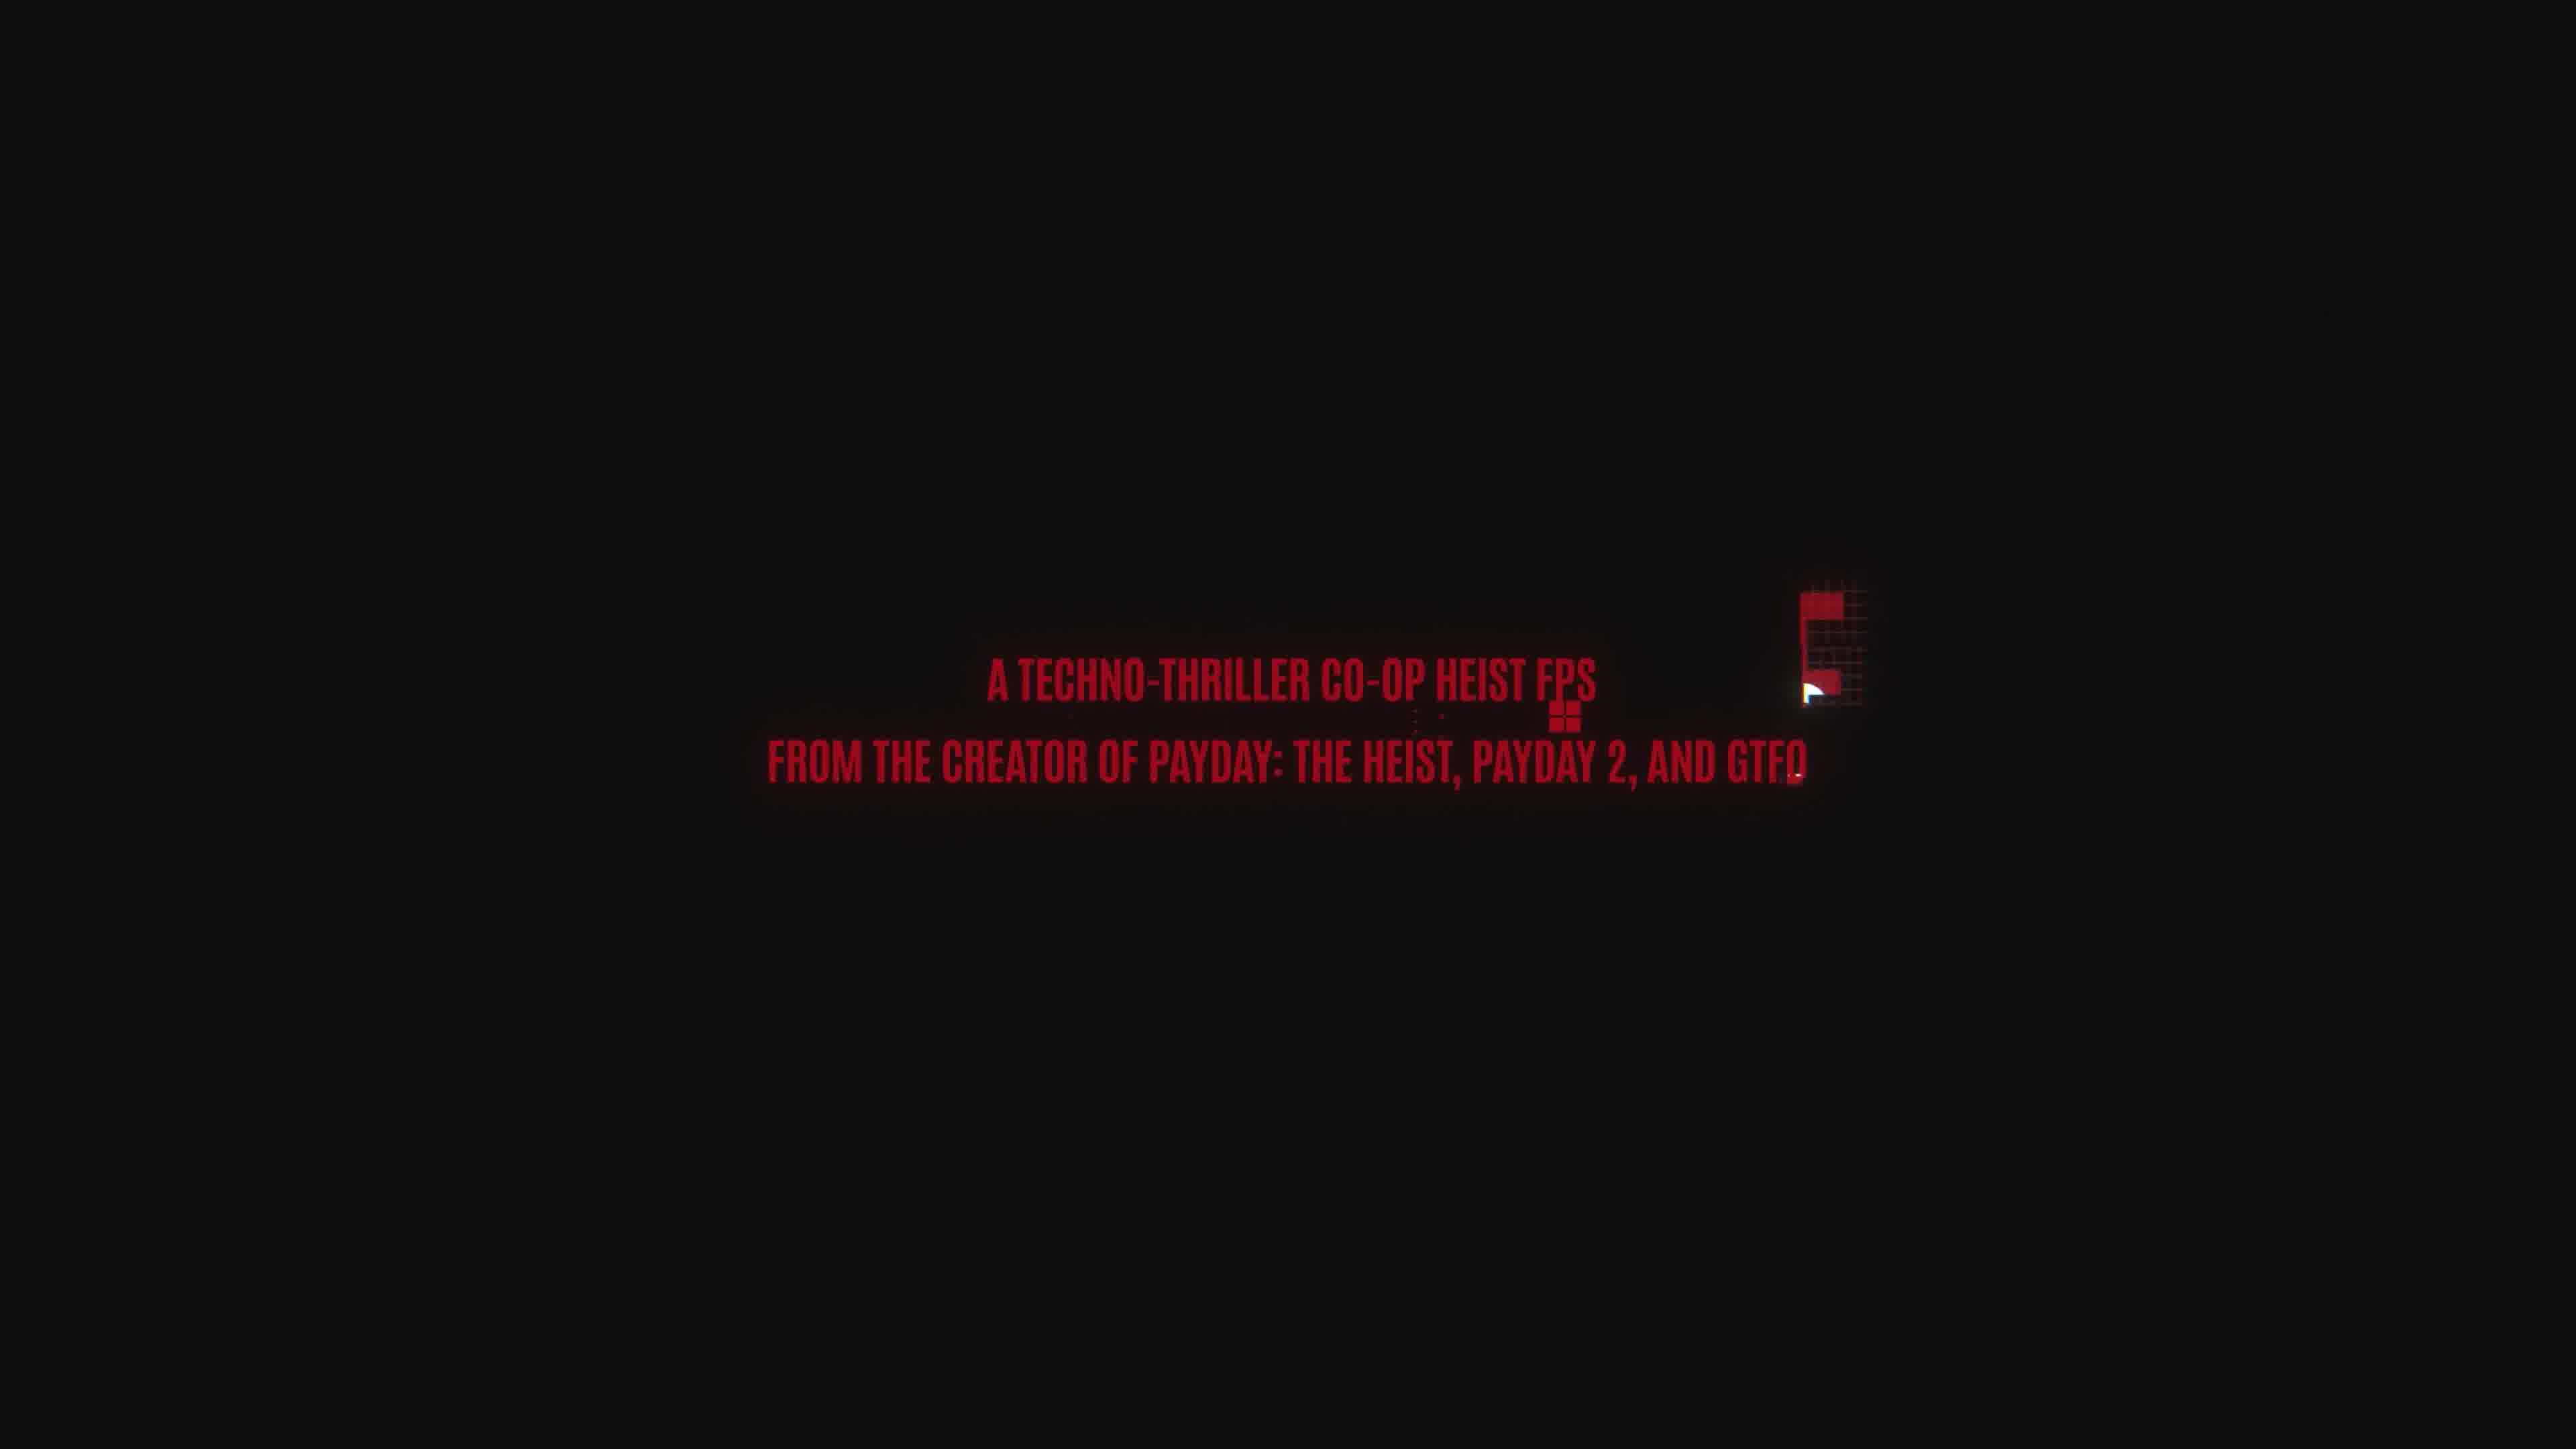 A TECHNO-THRILLER CO-OP HEIST FPS
FROM THE CREATOR OF PAYDAY: THE HEIST, PAYDAY 2, AND GTFO